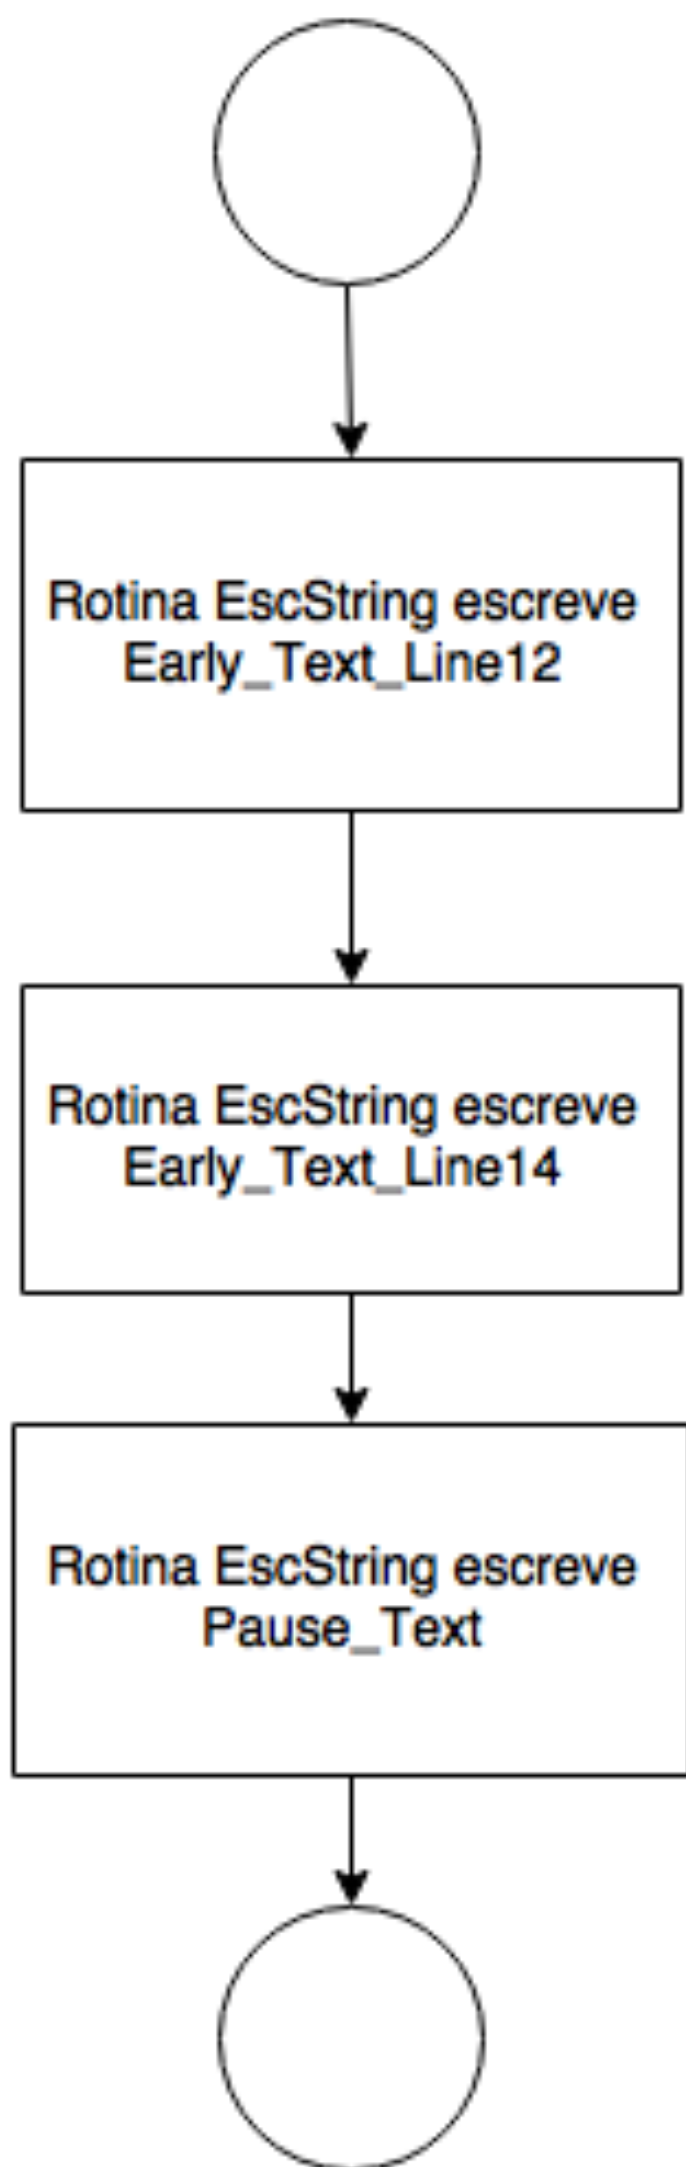 Rotina EscString escreve
Early_Text_Line12
Rotina EscString escreve
Early_Text_Line14
Rotina EscString escreve
Pause_Text